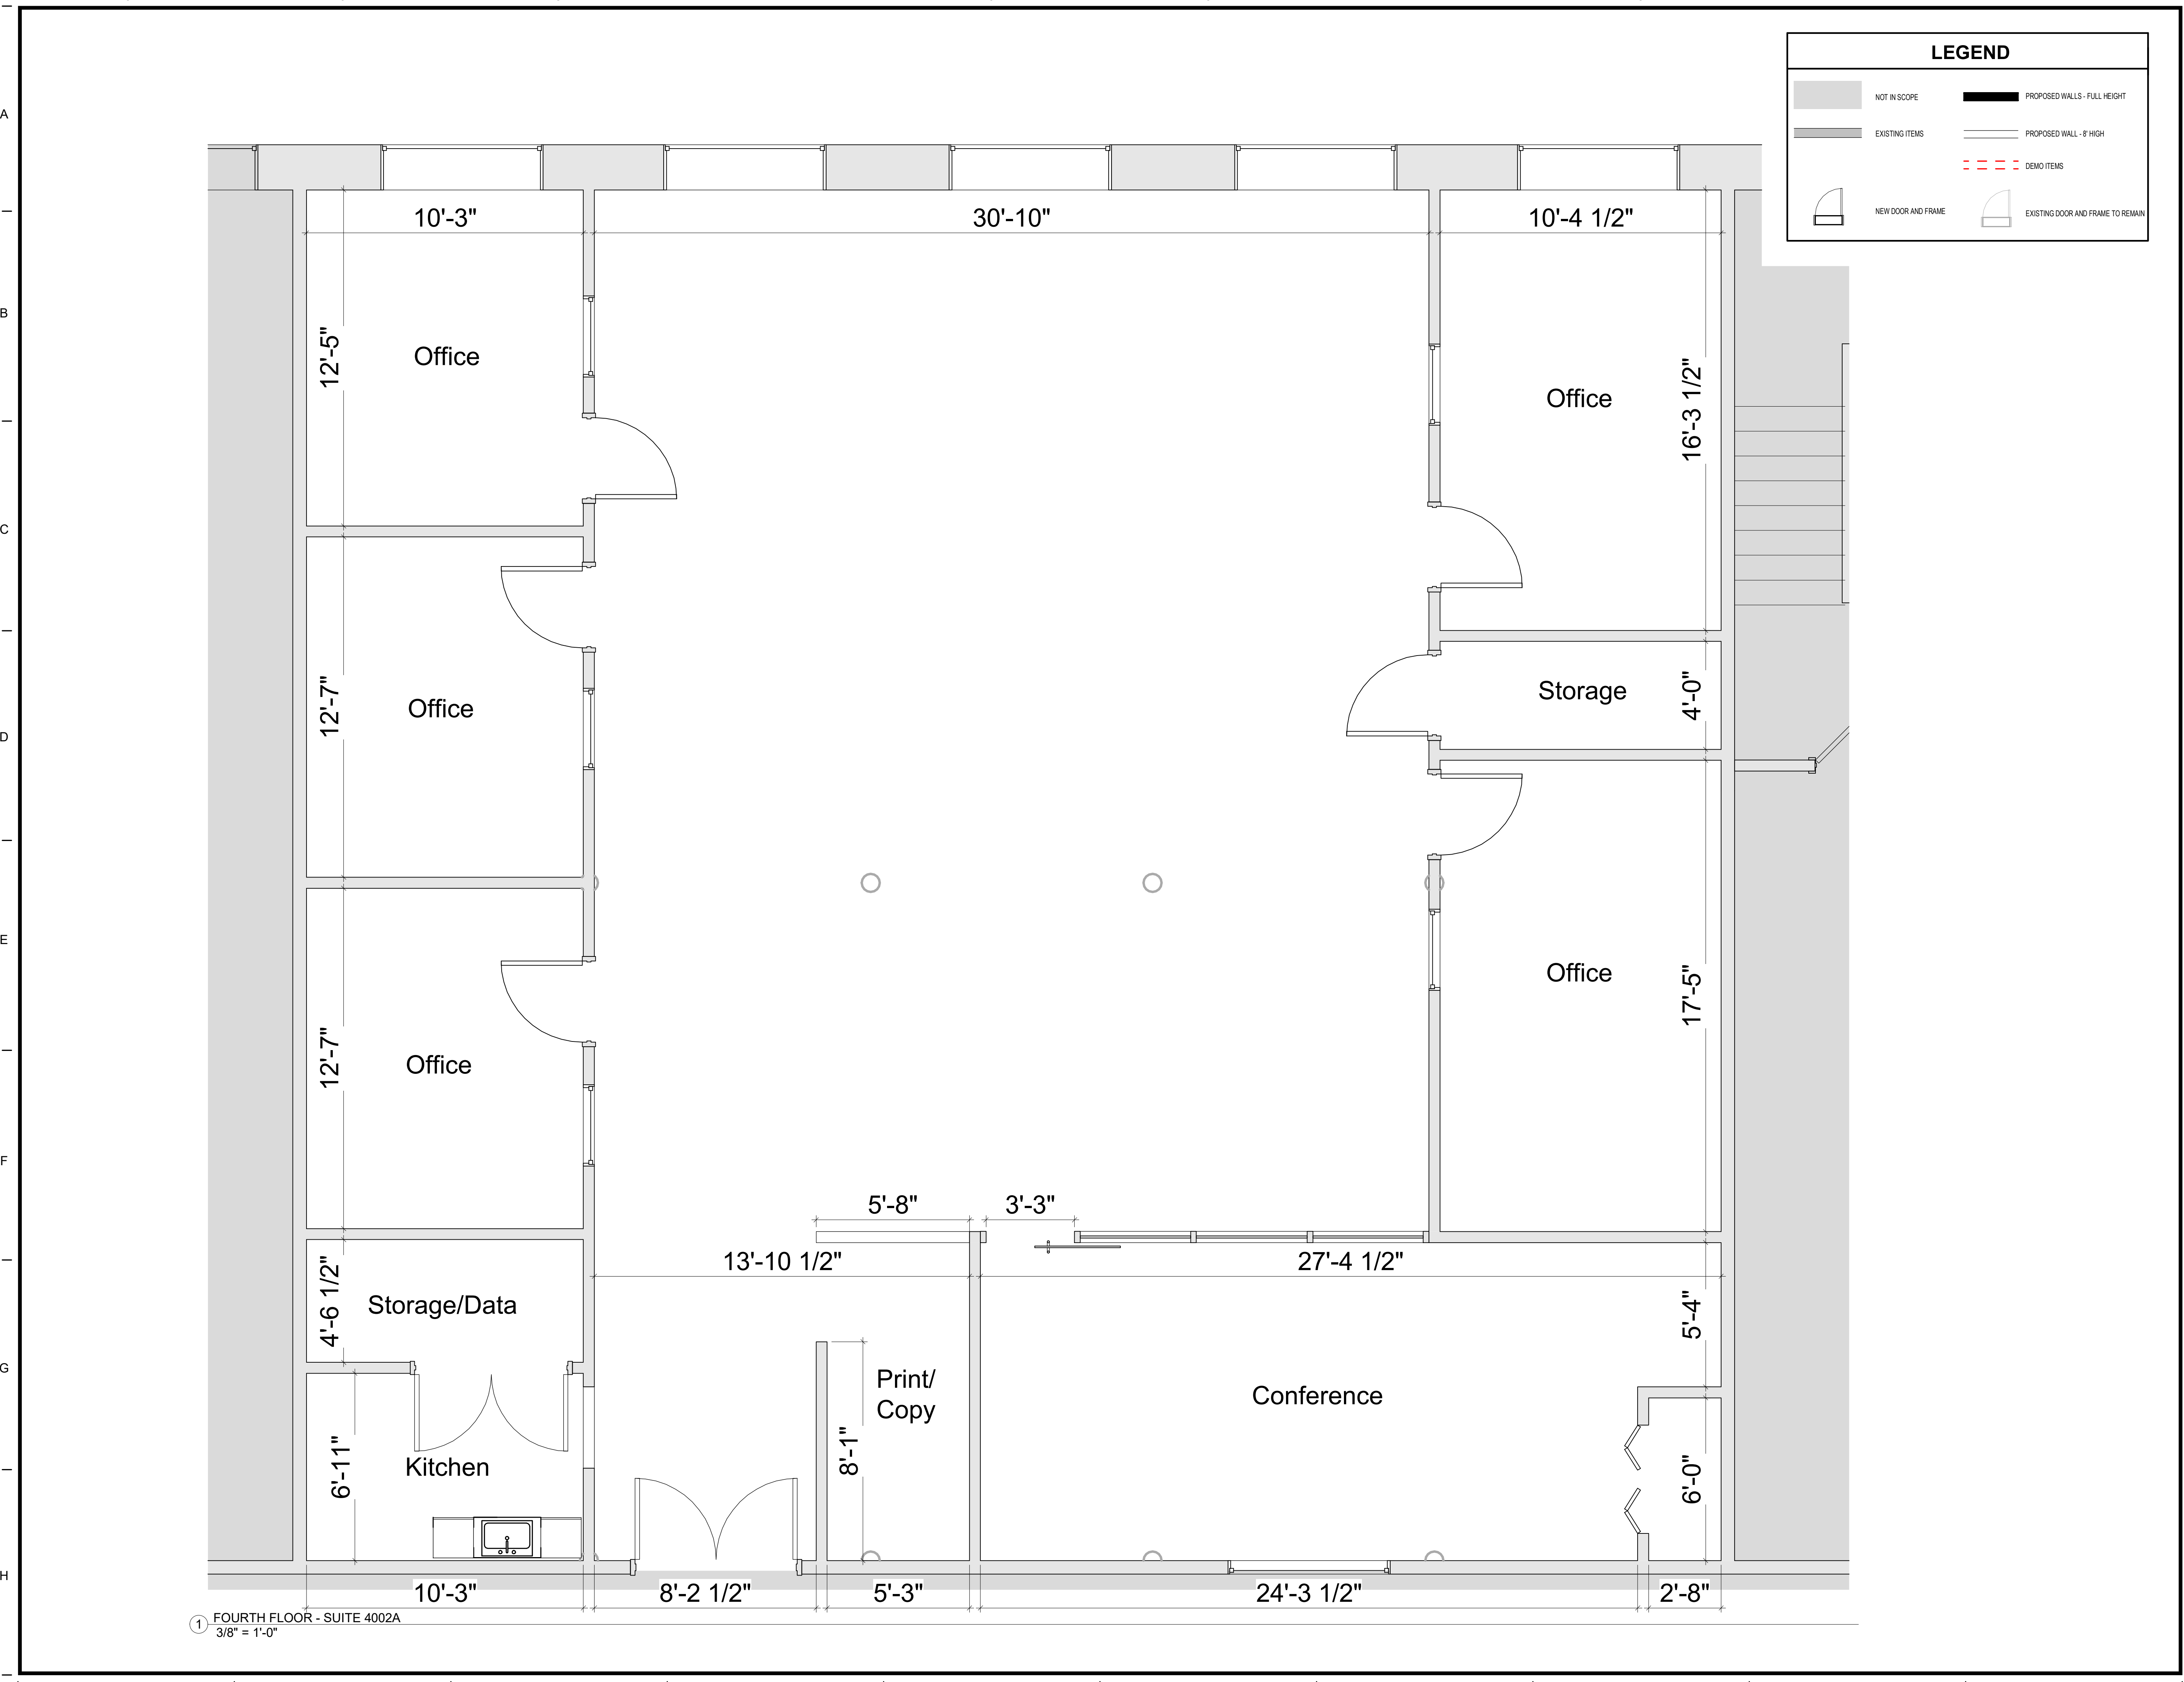 LEGEND
NOT IN SCOPE
PROPOSED WALLS - FULL HEIGHT
EXISTING ITEMS
PROPOSED WALL - 8' HIGH
DEMO ITEMS
NEW DOOR AND FRAME
EXISTING DOOR AND FRAME TO REMAIN
A
B
C
D
E
F
G
H
10'-3"
30'-10"
10'-4 1/2"
12'-5"
Office
Office
16'-3 1/2"
12'-7"
Office
Storage
4'-0"
Office
17'-5"
12'-7"
Office
5'-8"
3'-3"
13'-10 1/2"
27'-4 1/2"
4'-6 1/2"
Storage/Data
5'-4"
Print/
Copy
Conference
8'-1"
6'-11"
Kitchen
6'-0"
10'-3"
8'-2 1/2"
5'-3"
24'-3 1/2"
2'-8"
1
FOURTH FLOOR - SUITE 4002A
3/8" = 1'-0"